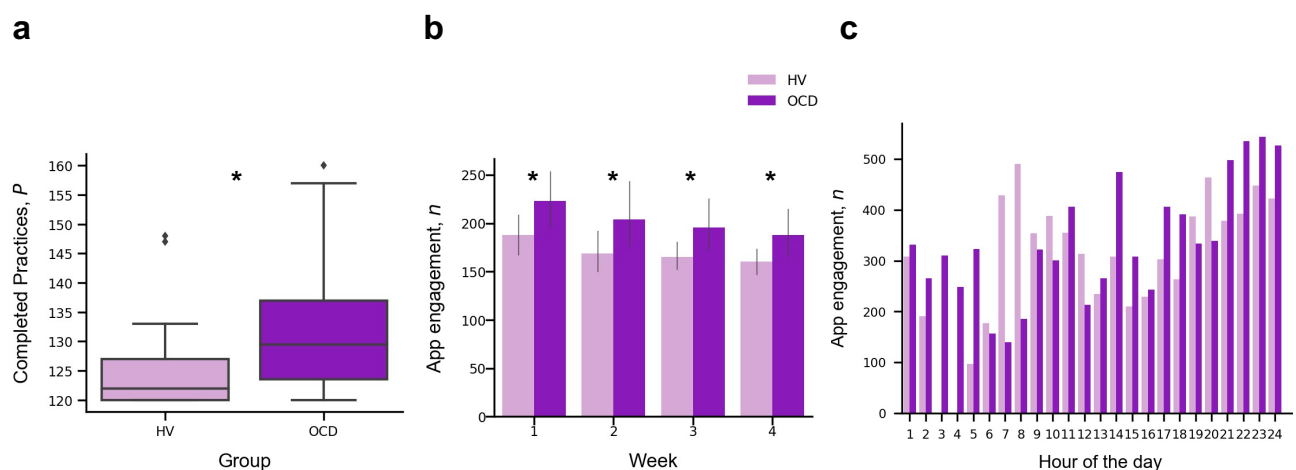 a
b
c
HV
OCD
Completed Practices, P
160
155
150
145
140
135
130
125
120
*
HV
OCD
Group
App engagement, n
250
200
150
100
50
0
* * * *
1 2 3 4
Week
App engagement, n
500
400
300
200
100
0
1 2 3 4 5 6 7 8 9 10 11 12 13 14 15 16 17 18 19 20 21 22 23 24
Hour of the day